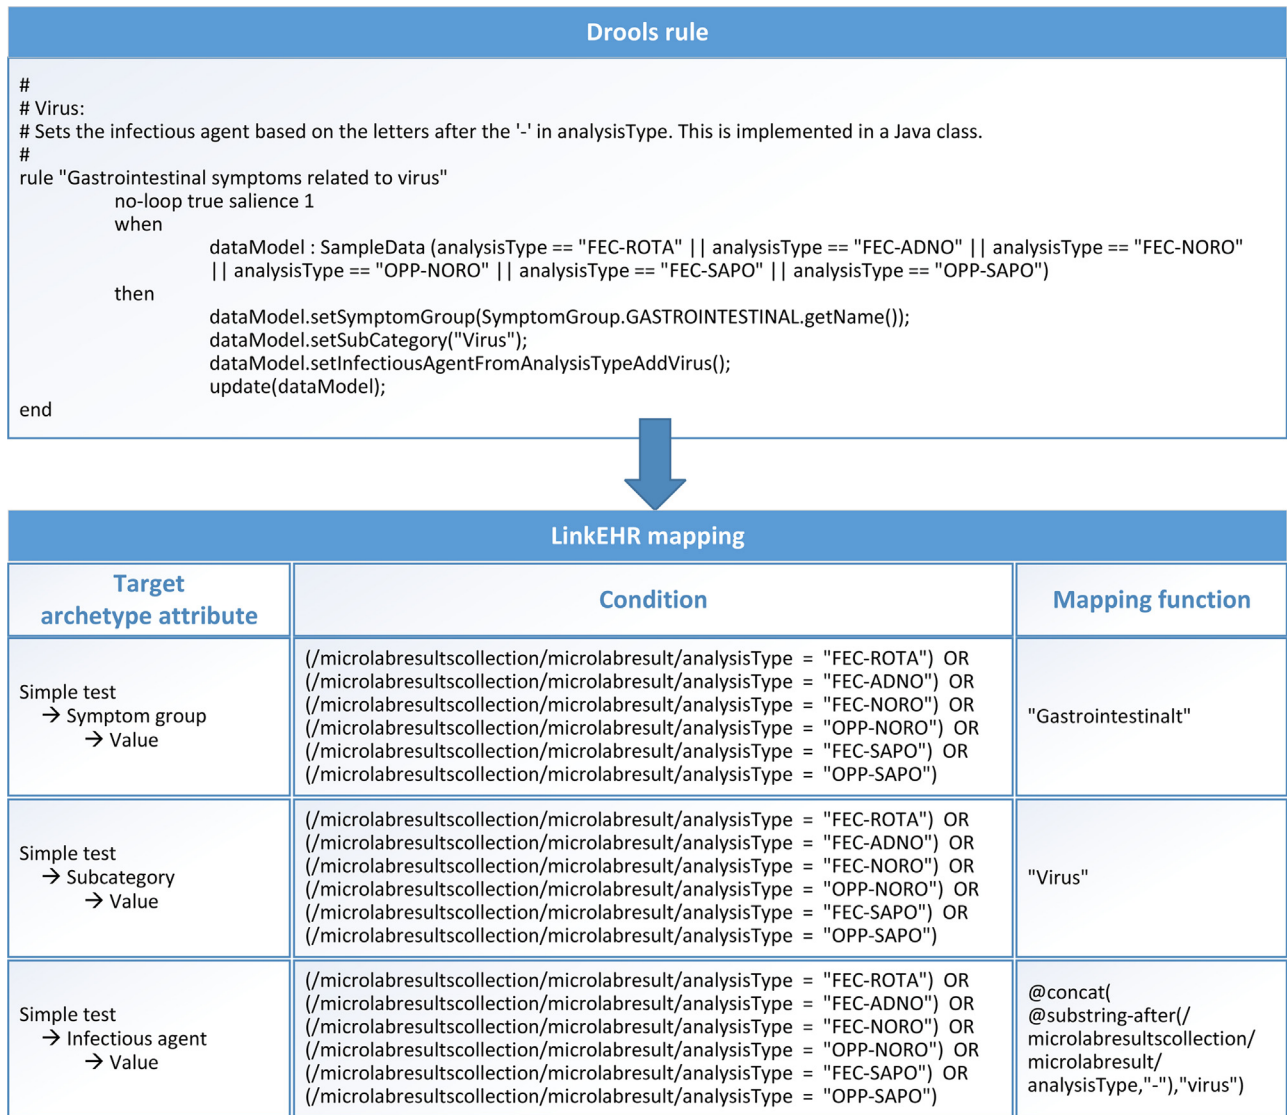 Drools rule
#
# Virus:
# Sets the infectious agent based on the letters after the '-' in analysisType. This is implemented in a Java class.
#
rule "Gastrointestinal symptoms related to virus"
no-loop true salience 1
when
dataModel : SampleData (analysisType == "FEC-ROTA" || analysisType == "FEC-ADNO" || analysisType == "FEC-NORO"
|| analysisType == "OPP-NORO" || analysisType == "FEC-SAPO" || analysisType == "OPP-SAPO")
then
dataModel.setSymptomGroup(SymptomGroup.GASTROINTESTINAL.getName());
dataModel.setSubCategory("Virus");
dataModel.setInfectiousAgentFromAnalysisTypeAddVirus();
update(dataModel);
end
LinkEHR mapping
Target
archetype attribute
Condition
Mapping function
Simple test
→ Symptom group
→ Value
(/microlabresultscollection/microlabresult/analysisType = "FEC-ROTA") OR
(/microlabresultscollection/microlabresult/analysisType = "FEC-ADNO") OR
(/microlabresultscollection/microlabresult/analysisType = "FEC-NORO") OR
(/microlabresultscollection/microlabresult/analysisType = "OPP-NORO") OR
(/microlabresultscollection/microlabresult/analysisType = "FEC-SAPO") OR
(/microlabresultscollection/microlabresult/analysisType = "OPP-SAPO")
"Gastrointestinalt"
Simple test
→ Subcategory
→ Value
(/microlabresultscollection/microlabresult/analysisType = "FEC-ROTA") OR
(/microlabresultscollection/microlabresult/analysisType = "FEC-ADNO") OR
(/microlabresultscollection/microlabresult/analysisType = "FEC-NORO") OR
(/microlabresultscollection/microlabresult/analysisType = "OPP-NORO") OR
(/microlabresultscollection/microlabresult/analysisType = "FEC-SAPO") OR
(/microlabresultscollection/microlabresult/analysisType = "OPP-SAPO")
"Virus"
Simple test
→ Infectious agent
→ Value
(/microlabresultscollection/microlabresult/analysisType = "FEC-ROTA") OR
(/microlabresultscollection/microlabresult/analysisType = "FEC-ADNO") OR
(/microlabresultscollection/microlabresult/analysisType = "FEC-NORO") OR
(/microlabresultscollection/microlabresult/analysisType = "OPP-NORO") OR
(/microlabresultscollection/microlabresult/analysisType = "FEC-SAPO") OR
(/microlabresultscollection/microlabresult/analysisType = "OPP-SAPO")
@concat(
@substring-after(/
microlabresultscollection/
microlabresult/
analysisType,"-"),"virus")